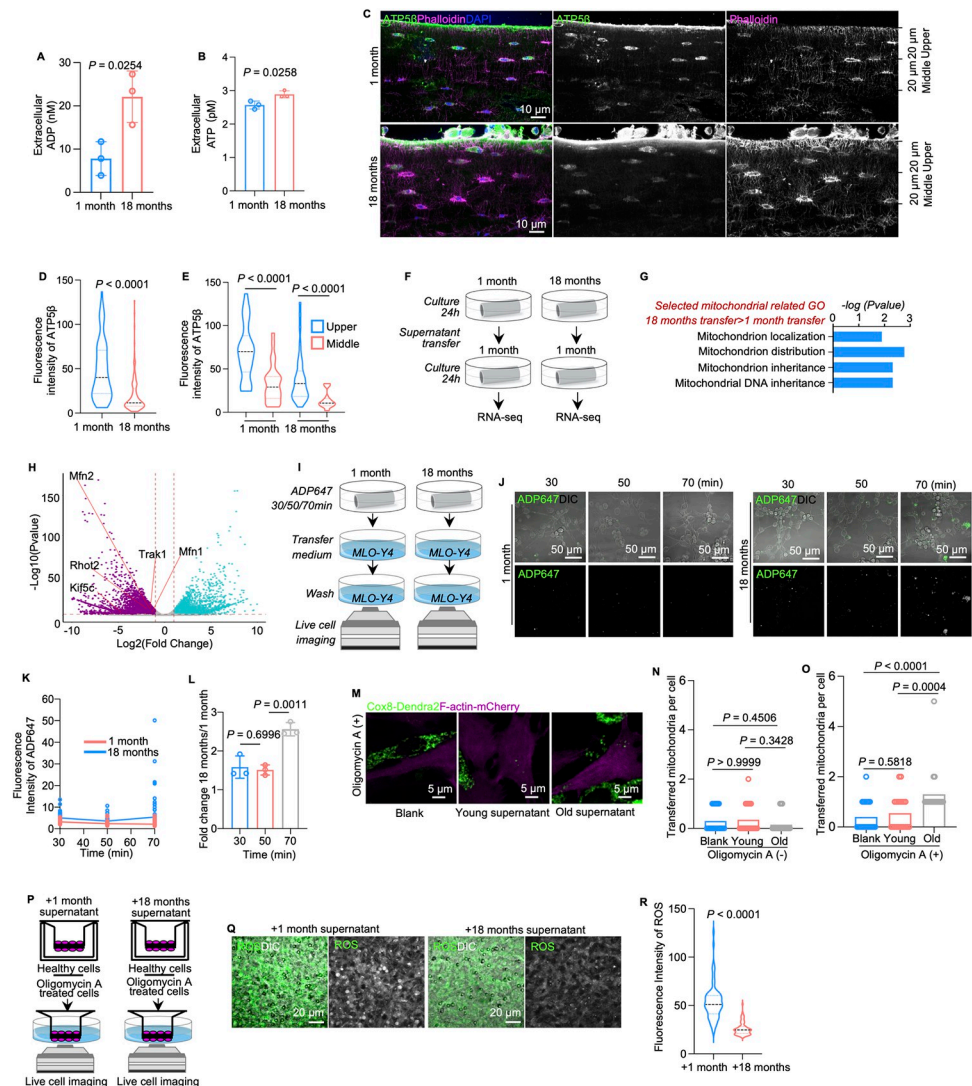 A
P = 0.0254
Extracellular
ADP (nM)
30
20
10
0
1 month
18 months
B
P = 0.0258
Extracellular
ATP (pM)
4
3
2
1
0
1 month
18 months
C
ATP5βPhalloidinDAPI
ATP5β
Phalloidin
1 month
18 months
10 μm
10 μm
20 μm 20 μm
Middle Upper
20 μm 20 μm
Middle Upper
D
P < 0.0001
Fluorescence
intensity of ATP5β
150
100
50
0
1 month
18 months
E
P < 0.0001
P < 0.0001
Fluorescence
intensity of ATP5β
150
100
50
0
Upper
Middle
1 month
18 months
F
1 month
18 months
Culture
24h
Supernatant
transfer
1 month
1 month
Culture
24h
RNA-seq
RNA-seq
G
-log (Pvalue)
Selected mitochondrial related GO
18 months transfer>1 month transfer
0 1 2 3
Mitochondrion localization
Mitochondrion distribution
Mitochondrion inheritance
Mitochondrial DNA inheritance
H
Mfn2
Trak1
Mfn1
Rhot2
Kif5c
-Log10(Pvalue)
150
100
50
0
-10 -5 0 5 10
Log2(Fold Change)
I
1 month
18 months
ADP647
30/50/70min
Transfer
medium
MLO-Y4
MLO-Y4
Wash
MLO-Y4
MLO-Y4
Live cell
imaging
J
30 50 70 (min)
30 50 70 (min)
ADP647DIC
ADP647DIC
50 μm 50 μm 50 μm
50 μm 50 μm 50 μm
1 month
18 months
ADP647
ADP647
K
Fluorescence
Intensity of ADP647
60
50
40
30
20
10
0
1 month
18 months
30 40 50 60 70
Time (min)
L
P = 0.0011
P = 0.6996
Fold change 18 months/1 month
3
2
1
0
30 50 70
Time (min)
M
Cox8-Dendra2F-actin-mCherry
Oligomycin A (+)
5 μm 5 μm 5 μm
Blank Young supernatant Old supernatant
N
Transferred mitochondria per cell
6
4
2
0
P = 0.4506
P = 0.3428
P > 0.9999
Blank Young Old
Oligomycin A (-)
O
Transferred mitochondria per cell
6
4
2
0
P < 0.0001
P = 0.0004
P = 0.5818
Blank Young Old
Oligomycin A (+)
P
+1 month
supernatant
+18 months
supernatant
Healthy cells
Healthy cells
Oligomycin A
treated cells
Oligomycin A
treated cells
Live cell imaging
Live cell imaging
Q
+1 month supernatant
+18 months supernatant
ROSDIC
ROS
ROSDIC
ROS
20 μm
20 μm
R
P < 0.0001
Fluorescence Intensity of ROS
150
100
50
0
+1 month
+18 months